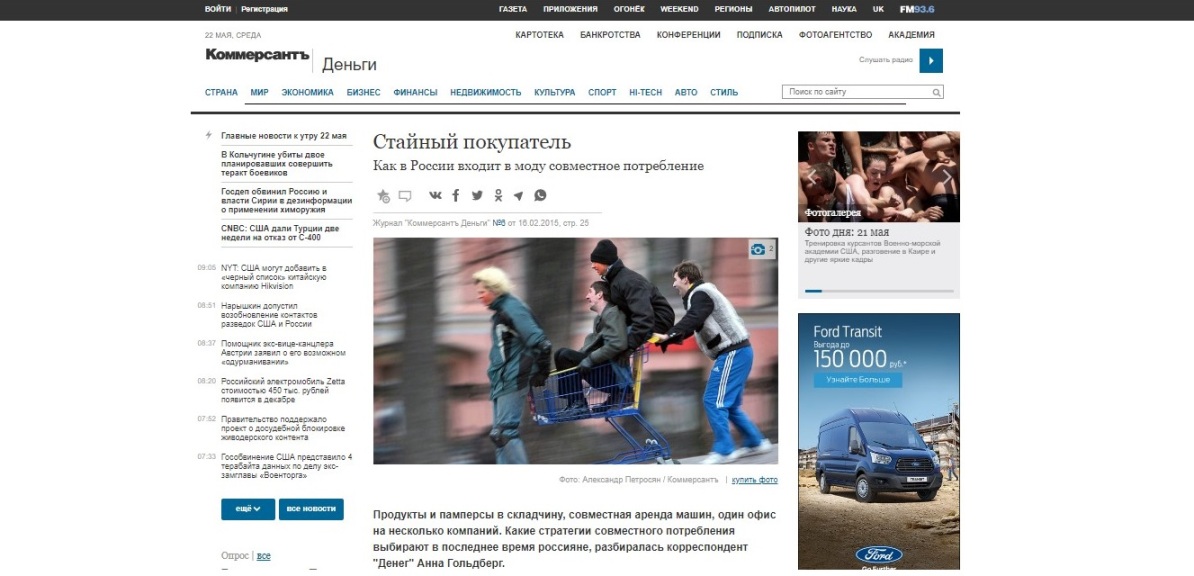 ВОЙТИ | Регистрация
ГАЗЕТА ПРИЛОЖЕНИЯ ОГОНЁК WEEKEND РЕГИОНЫ АВТОПИЛОТ НАУКА UK FM93.6
22 МАЯ, СРЕДА
КАРТОТЕКА БАНКРОТСТВА КОНФЕРЕНЦИИ ПОДПИСКА ФОТОАГЕНТСТВО АКАДЕМИЯ
Коммерсантъ Деньги
Слушать радио
СТРАНА МИР ЭКОНОМИКА БИЗНЕС ФИНАНСЫ НЕДВИЖИМОСТЬ КУЛЬТУРА СПОРТ HI-TECH АВТО СТИЛЬ
Поиск по сайту
Главные новости к утру 22 мая
В Кольчугине убиты двое
планировавших совершить
теракт боевиков
Госдеп обвинил Россию и
власти Сирии в дезинформации
о применении химоружия
CNBC: США дали Турции две
недели на отказ от С-400
09:05 NYT: США могут добавить в
«черный список» китайскую
компанию Hikvision
08:51 Нарышкин допустил
возобновление контактов
разведок США и России
08:37 Помощник экс-вице-канцлера
Австрии заявил о его возможном
«одурманивании»
08:20 Российский электромобиль Zetta
стоимостью 450 тыс. рублей
появится в декабре
07:52 Правительство поддержало
проект о досудебной блокировке
живодерского контента
07:33 Гособвинение США представило 4
терабайта данных по делу экс-
замглавы «Военторга»
ещё
все новости
Опрос | все
Стайный покупатель
Как в России входит в моду совместное потребление
Журнал "Коммерсантъ Деньги" №6 от 16.02.2015, стр. 25
2
Фото: Александр Петросян / Коммерсантъ | купить фото
Продукты и памперсы в складчину, совместная аренда машин, один офис
на несколько компаний. Какие стратегии совместного потребления
выбирают в последнее время россияне, разбиралась корреспондент
"Денег" Анна Гольдберг.
Фотогалерея
Фото дня: 21 мая
Тренировка курсантов Военно-морской
академии США, разговение в Каире и
другие яркие кадры
Ford Transit
Выгода до
150 000 руб.*
Узнайте Больше
TRANSIT
Ford
Go Further